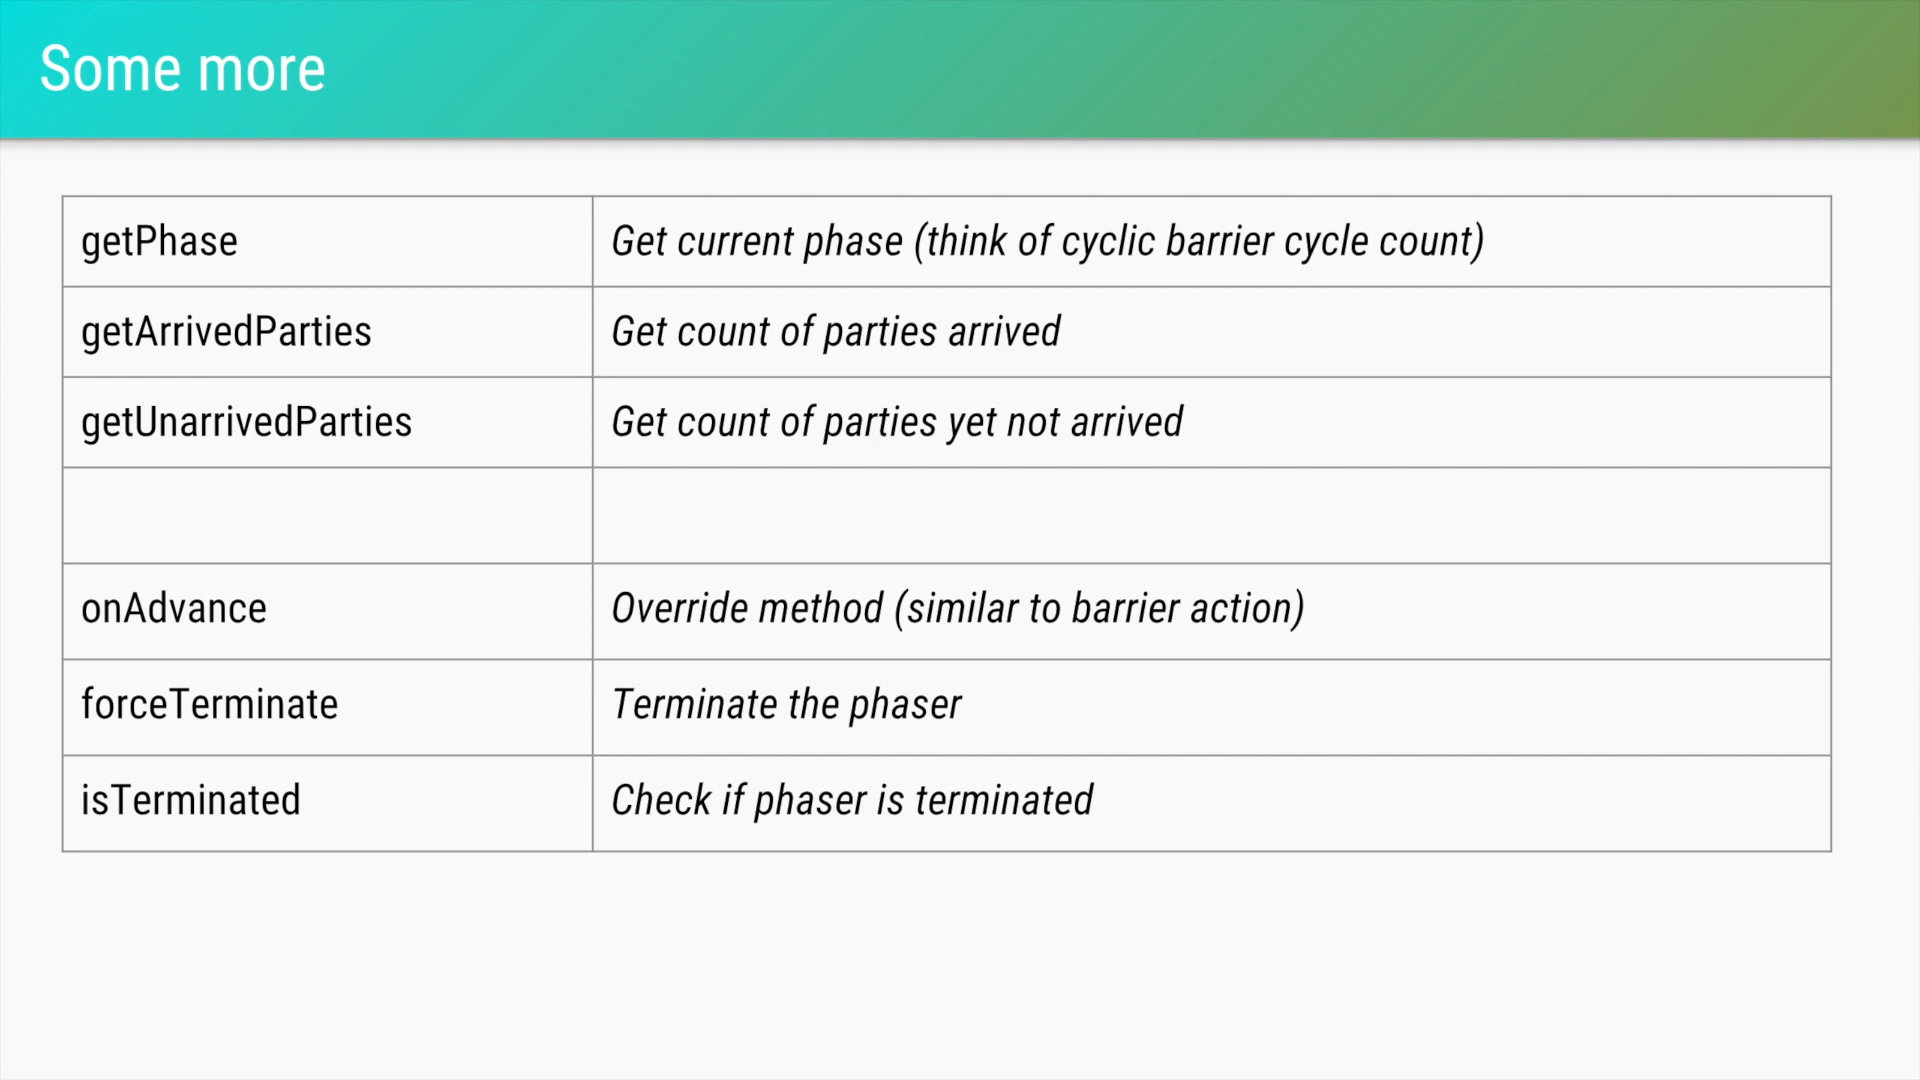 Some more
getPhase Get current phase (think of cyclic barrier cycle count)
getArrivedParties Get count of parties arrived
getUnarrivedParties Get count of parties yet not arrived
onAdvance Override method (similar to barrier action)
forceTerminate Terminate the phaser
isTerminated Check if phaser is terminated